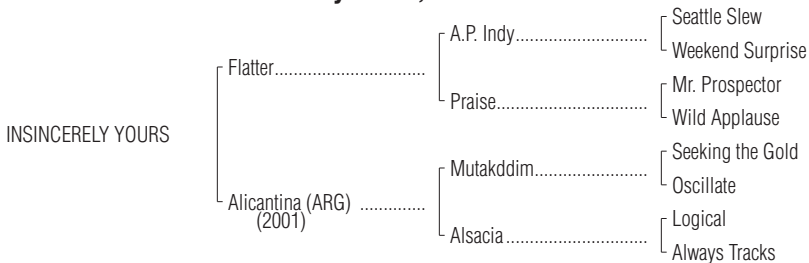 Seattle Slew
A.P. Indy
Weekend Surprise
Flatter
Mr. Prospector
Praise
Wild Applause
INSINCERELY YOURS
Seeking the Gold
Mutakddim
Oscillate
Alicantina (ARG)
(2001)
Logical
Alsacia
Always Tracks